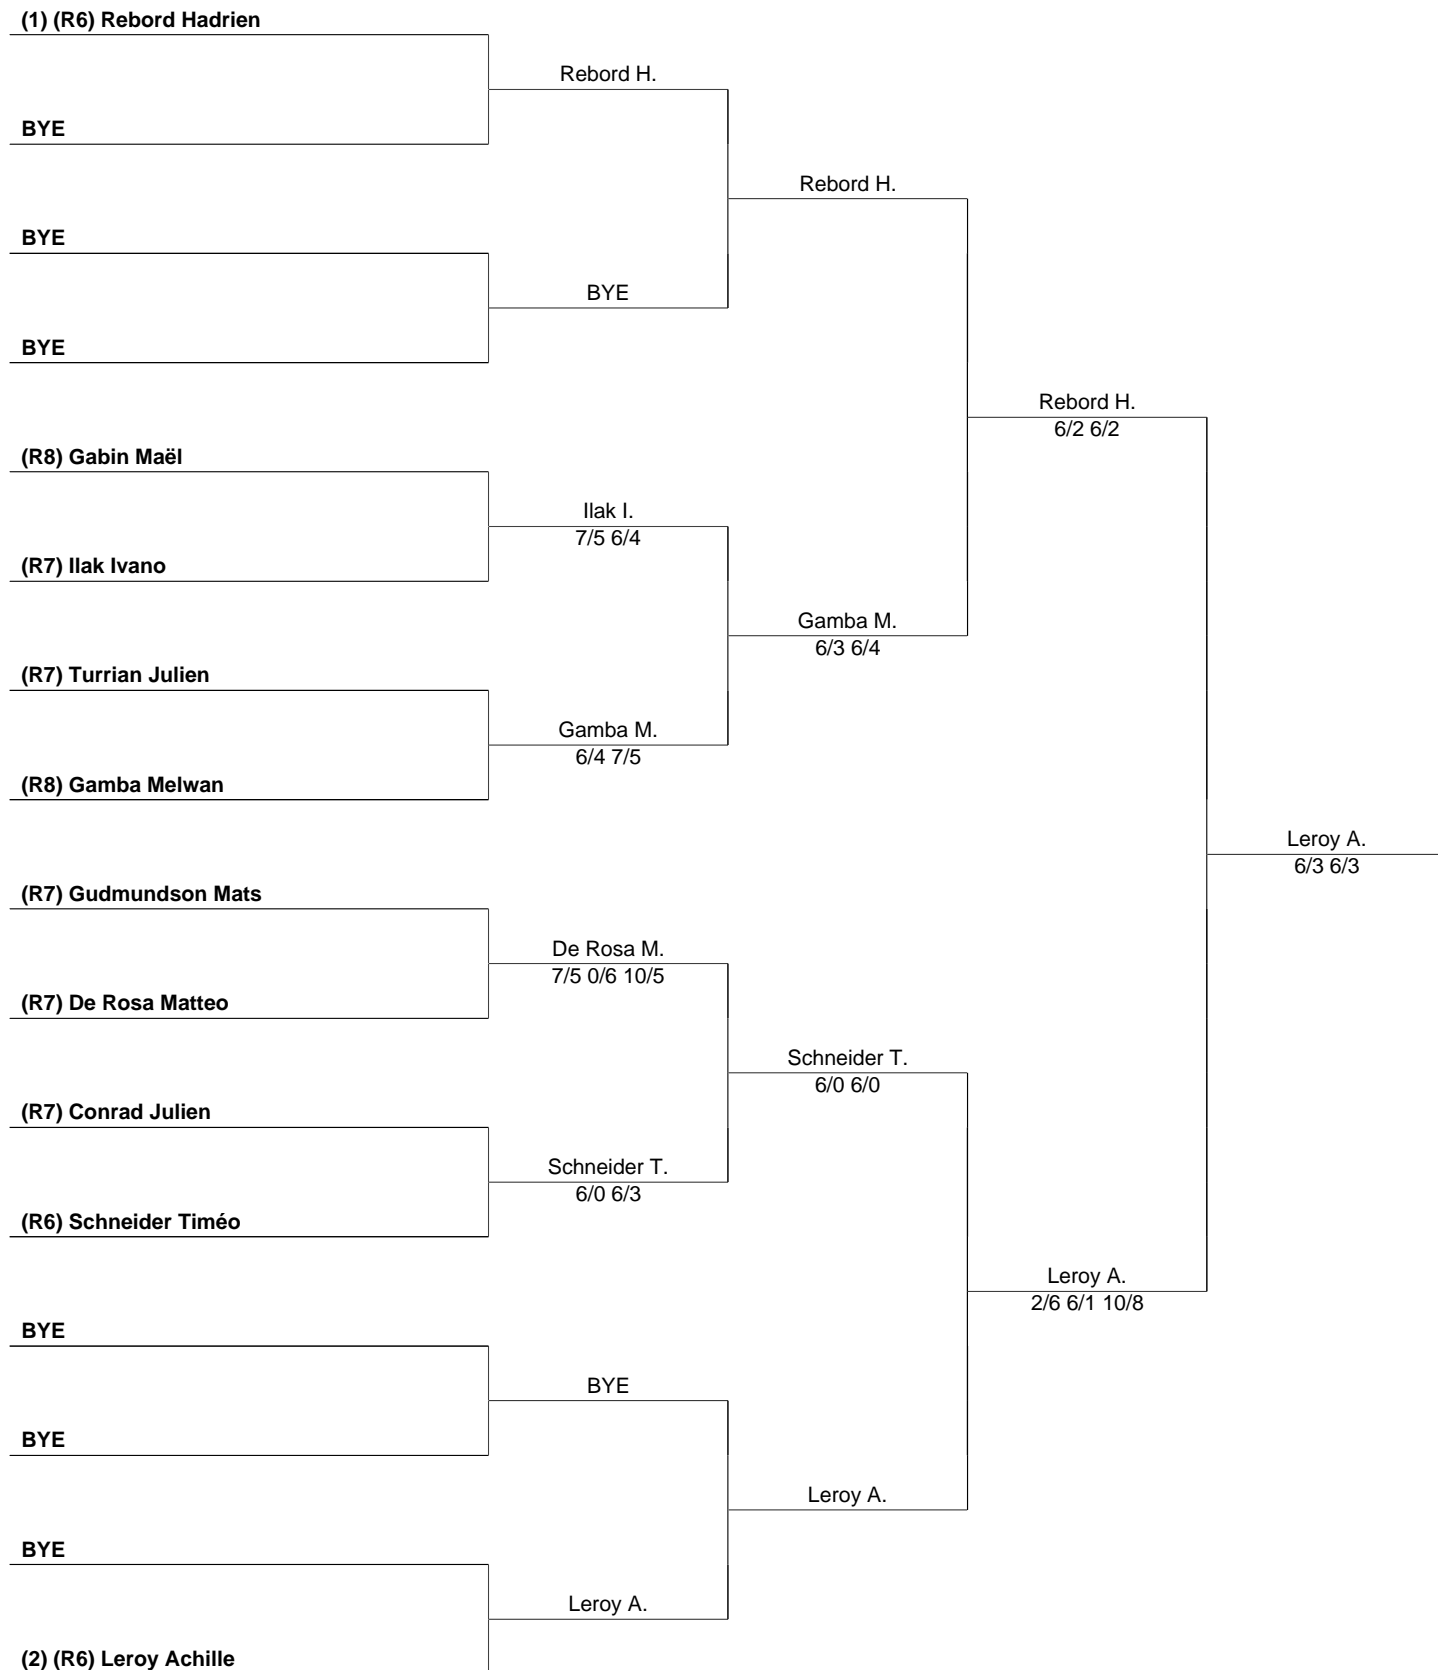 (1) (R6) Rebord Hadrien
Rebord H.
BYE
Rebord H.
BYE
BYE
BYE
Rebord H.
6/2 6/2
(R8) Gabin Maël
Ilak I.
7/5 6/4
(R7) Ilak Ivano
Gamba M.
6/3 6/4
(R7) Turrian Julien
Gamba M.
6/4 7/5
(R8) Gamba Melwan
Leroy A.
6/3 6/3
(R7) Gudmundson Mats
De Rosa M.
7/5 0/6 10/5
(R7) De Rosa Matteo
Schneider T.
6/0 6/0
(R7) Conrad Julien
Schneider T.
6/0 6/3
(R6) Schneider Timéo
Leroy A.
2/6 6/1 10/8
BYE
BYE
BYE
Leroy A.
BYE
Leroy A.
(2) (R6) Leroy Achille